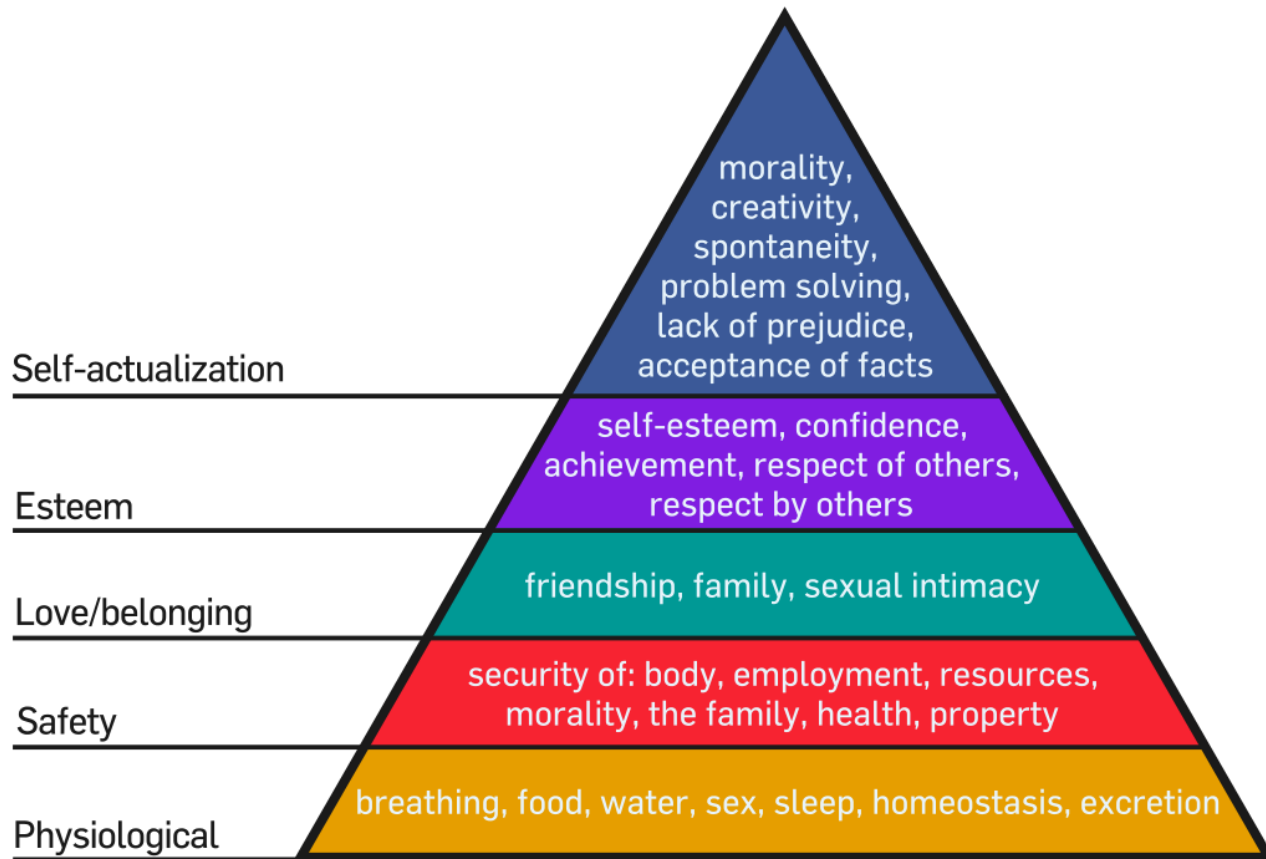 morality,
creativity,
spontaneity,
problem solving,
lack of prejudice,
acceptance of facts
Self-actualization
self-esteem, confidence,
achievement, respect of others,
respect by others
Esteem
friendship, family, sexual intimacy
Love/belonging
security of: body, employment, resources,
morality, the family, health, property
Safety
breathing, food, water, sex, sleep, homeostasis, excretion
Physiological